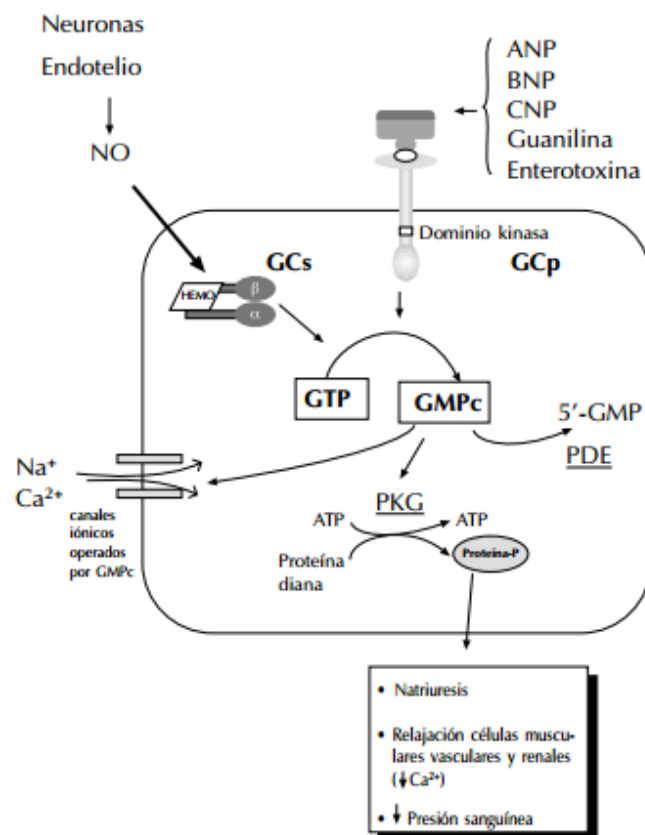 Neuronas
Endotelio
NO
ANP
BNP
CNP
Guanilina
Enterotoxina
Dominio kinasa
GCs
GCp
HEMO
β
α
GTP
GMPc
5'-GMP
PDE
Na⁺
Ca²⁺
canales
iónicos
operados
por GMPc
PKG
ATP
ATP
Proteína
diana
Proteína-P
• Natriuresis
• Relajación células muscu-
lares vasculares y renales
(↓Ca²⁺)
• ↓ Presión sanguínea